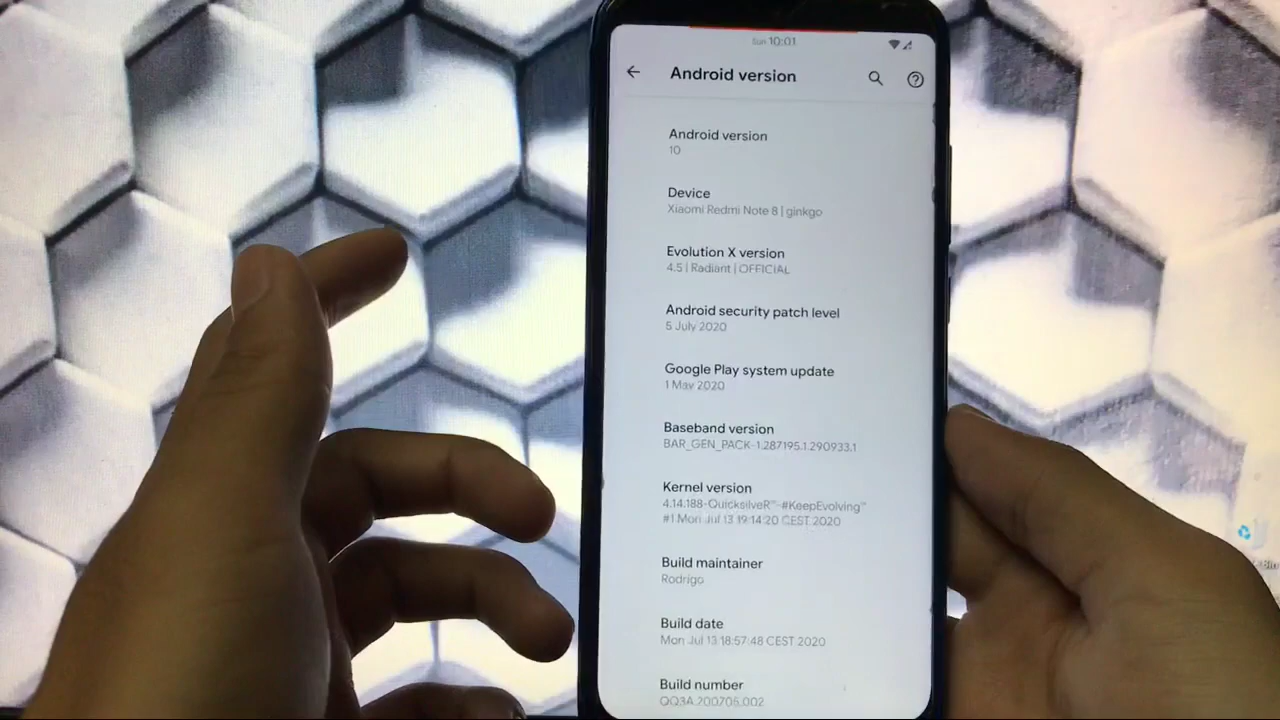 Sun 10:01
Android version
Android version
10
Device
Xiaomi Redmi Note 8 | ginkgo
Evolution X version
4.5 | Radiant | OFFICIAL
Android security patch level
5 July 2020
Google Play system update
1 May 2020
Baseband version
BAR_GEN_PACK-1.287195.1.290933.1
Kernel version
4.14.188-QuicksilveR™-#KeepEvolving™
#1 Mon Jul 13 19:14:20 CEST 2020
Build maintainer
Rodrigo
Build date
Mon Jul 13 18:57:48 CEST 2020
Build number
QQ3A.200705.002
Bin